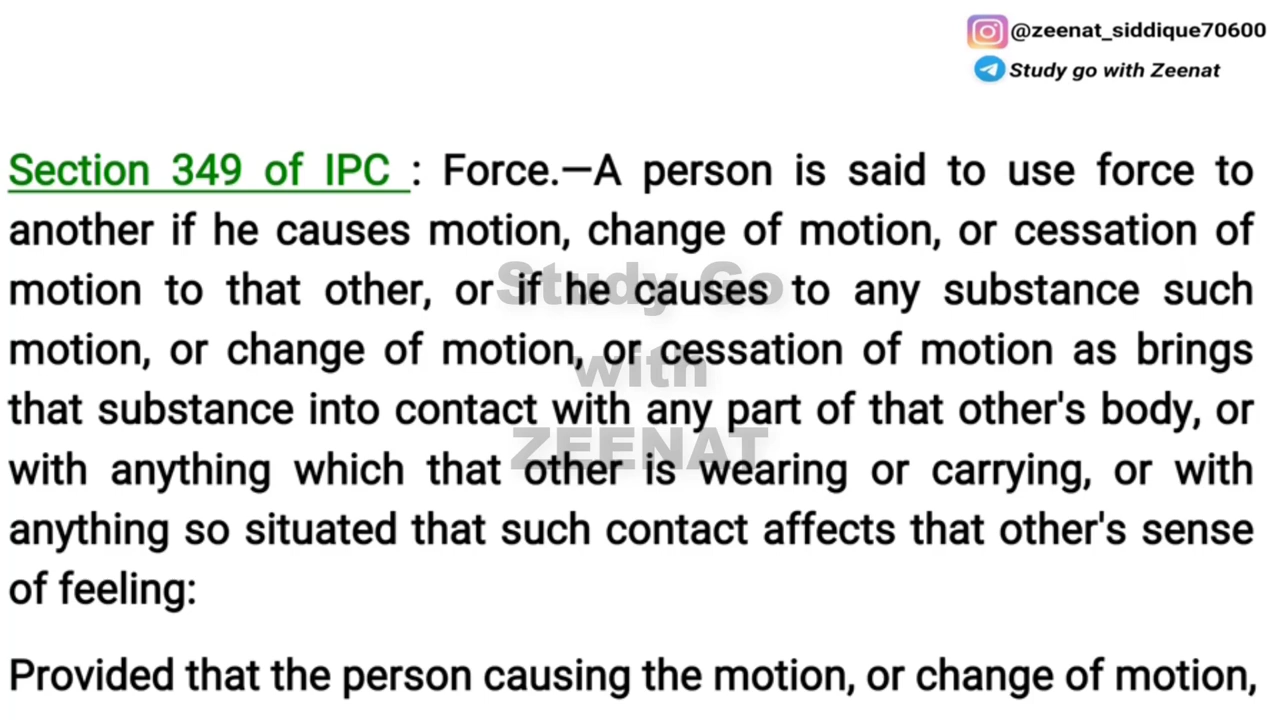 @zeenat_siddique70600
Study go with Zeenat
Section 349 of IPC : Force.—A person is said to use force to
another if he causes motion, change of motion, or cessation of
motion to that other, or if he causes to any substance such
motion, or change of motion, or cessation of motion as brings
that substance into contact with any part of that other's body, or
with anything which that other is wearing or carrying, or with
anything so situated that such contact affects that other's sense
of feeling:
Provided that the person causing the motion, or change of motion,
Study Go
with
ZEENAT